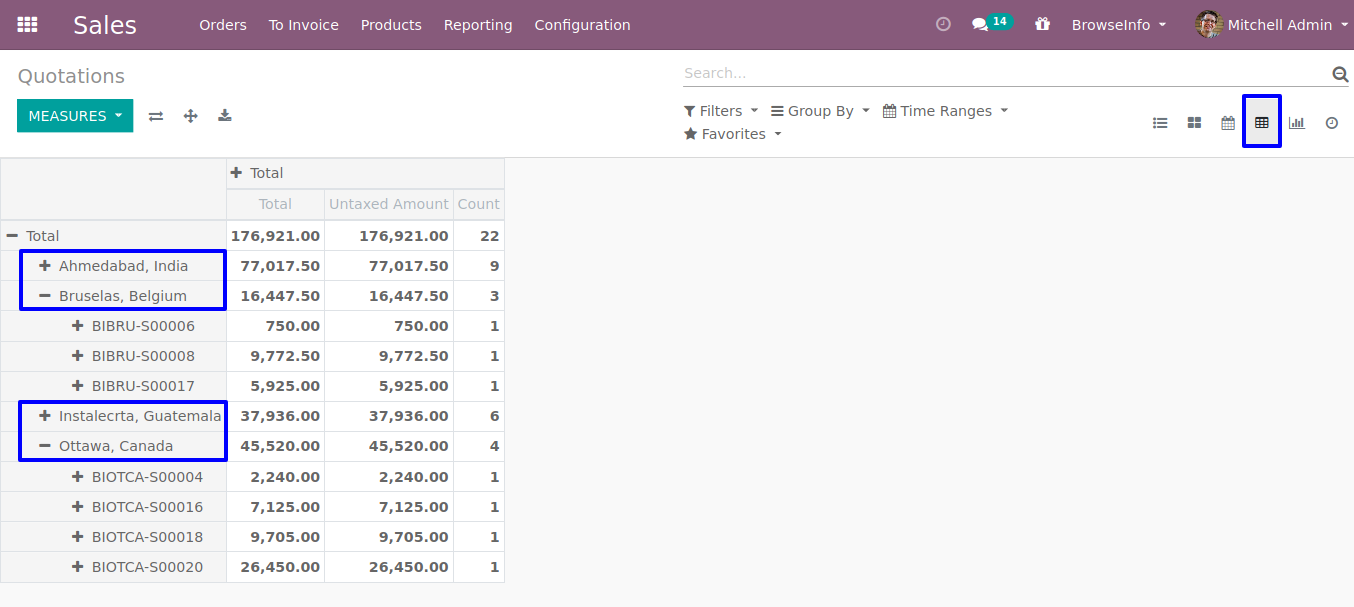 Sales Orders To Invoice Products Reporting Configuration 14 BrowseInfo Mitchell Admin
Quotations
Search...
MEASURES
Filters Group By Time Ranges
Favorites
Total
Total Untaxed Amount Count
Total 176,921.00 176,921.00 22
Ahmedabad, India 77,017.50 77,017.50 9
Bruselas, Belgium 16,447.50 16,447.50 3
BIBRU-S00006 750.00 750.00 1
BIBRU-S00008 9,772.50 9,772.50 1
BIBRU-S00017 5,925.00 5,925.00 1
Instalecrta, Guatemala 37,936.00 37,936.00 6
Ottawa, Canada 45,520.00 45,520.00 4
BIOTCA-S00004 2,240.00 2,240.00 1
BIOTCA-S00016 7,125.00 7,125.00 1
BIOTCA-S00018 9,705.00 9,705.00 1
BIOTCA-S00020 26,450.00 26,450.00 1